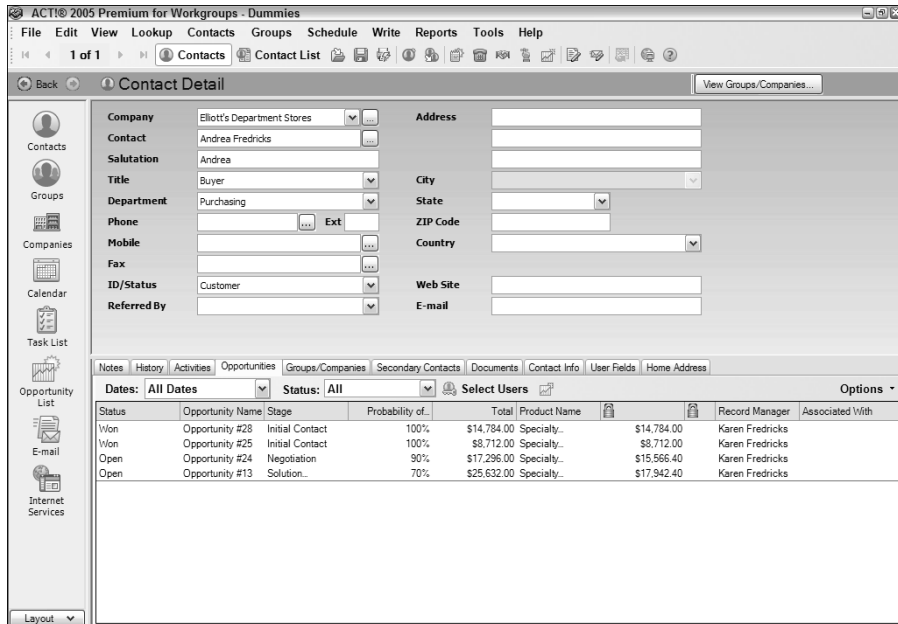 ACT!® 2005 Premium for Workgroups - Dummies
File Edit View Lookup Contacts Groups Schedule Write Reports Tools Help
1 of 1 Contacts Contact List
Back Contact Detail View Groups/Companies...
Contacts
Groups
Companies
Calendar
Task List
Opportunity
List
E-mail
Internet
Services
Layout
Company Elliott's Department Stores ...
Contact Andrea Fredricks ...
Salutation Andrea
Title Buyer
Department Purchasing
Phone ... Ext
Mobile ...
Fax ...
ID/Status Customer
Referred By
Address
City
State
ZIP Code
Country
Web Site
E-mail
Notes History Activities Opportunities Groups/Companies Secondary Contacts Documents Contact Info User Fields Home Address
Dates: All Dates Status: All Select Users Options
Status Opportunity Name Stage Probability of... Total Product Name Record Manager Associated With
Won Opportunity #28 Initial Contact 100% $14,784.00 Specialty... $14,784.00 Karen Fredricks
Won Opportunity #25 Initial Contact 100% $8,712.00 Specialty... $8,712.00 Karen Fredricks
Open Opportunity #24 Negotiation 90% $17,296.00 Specialty... $15,566.40 Karen Fredricks
Open Opportunity #13 Solution... 70% $25,632.00 Specialty... $17,942.40 Karen Fredricks